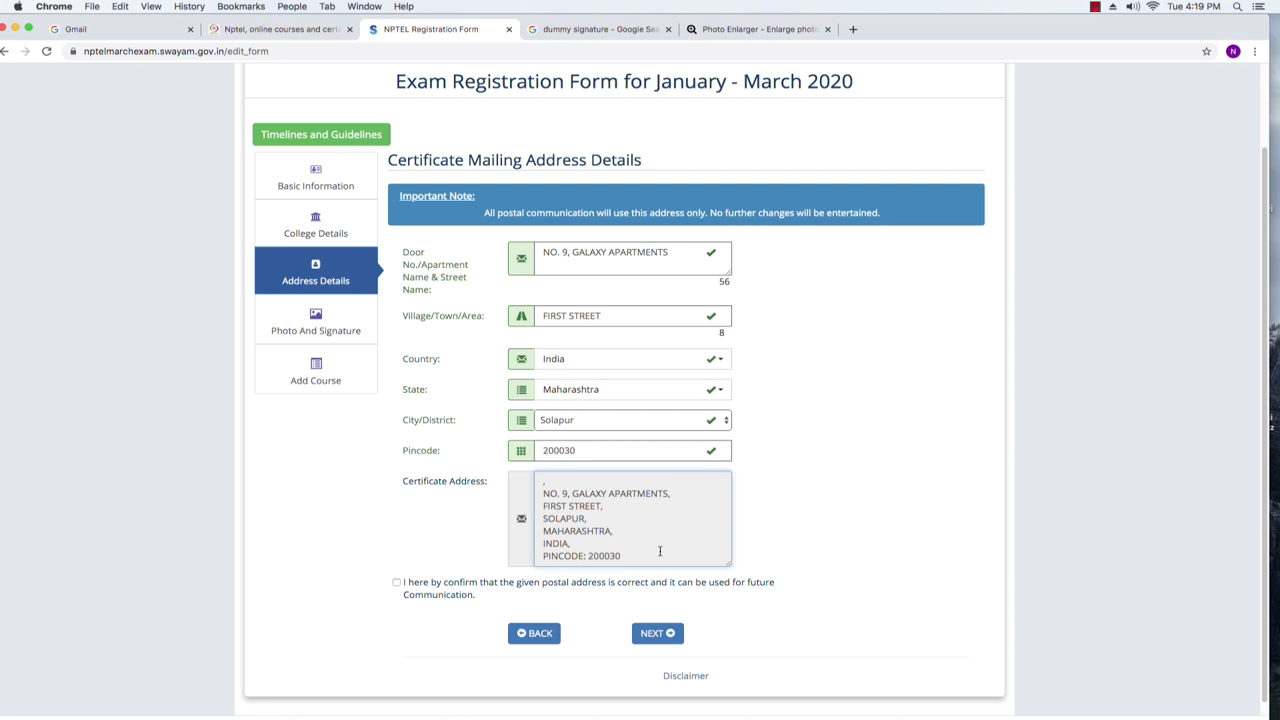 Chrome File Edit View History Bookmarks People Tab Window Help Tue 4:19 PM
Gmail Nptel, online courses and cert NPTEL Registration Form dummy signature - Google Se Photo Enlarger - Enlarge photo
nptelmarchexam.swayam.gov.in/edit_form N
Exam Registration Form for January - March 2020
Timelines and Guidelines
Basic Information
College Details
Address Details
Photo And Signature
Add Course
Certificate Mailing Address Details
Important Note:
All postal communication will use this address only. No further changes will be entertained.
Door
No./Apartment
Name & Street
Name:
NO. 9, GALAXY APARTMENTS
56
Village/Town/Area: FIRST STREET
8
Country: India
State: Maharashtra
City/District: Solapur
Pincode: 200030
Certificate Address:
,
NO. 9, GALAXY APARTMENTS,
FIRST STREET,
SOLAPUR,
MAHARASHTRA,
INDIA,
PINCODE: 200030
I here by confirm that the given postal address is correct and it can be used for future
Communication.
BACK NEXT
Disclaimer